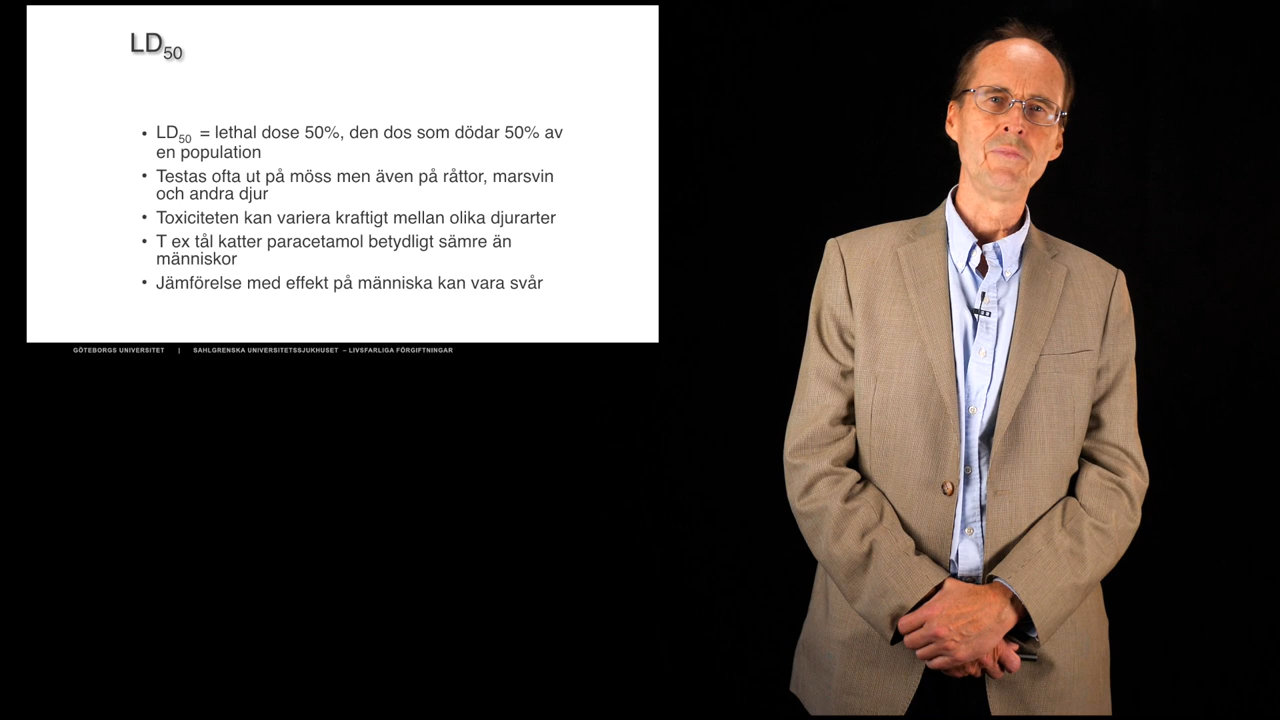 LD50
• LD50 = lethal dose 50%, den dos som dödar 50% av
en population
• Testas ofta ut på möss men även på råttor, marsvin
och andra djur
• Toxiciteten kan variera kraftigt mellan olika djurarter
• T ex tål katter paracetamol betydligt sämre än
människor
• Jämförelse med effekt på människa kan vara svår
GÖTEBORGS UNIVERSITET | SAHLGRENSKA UNIVERSITETSSJUKHUSET – LIVSFARLIGA FÖRGIFTNINGAR